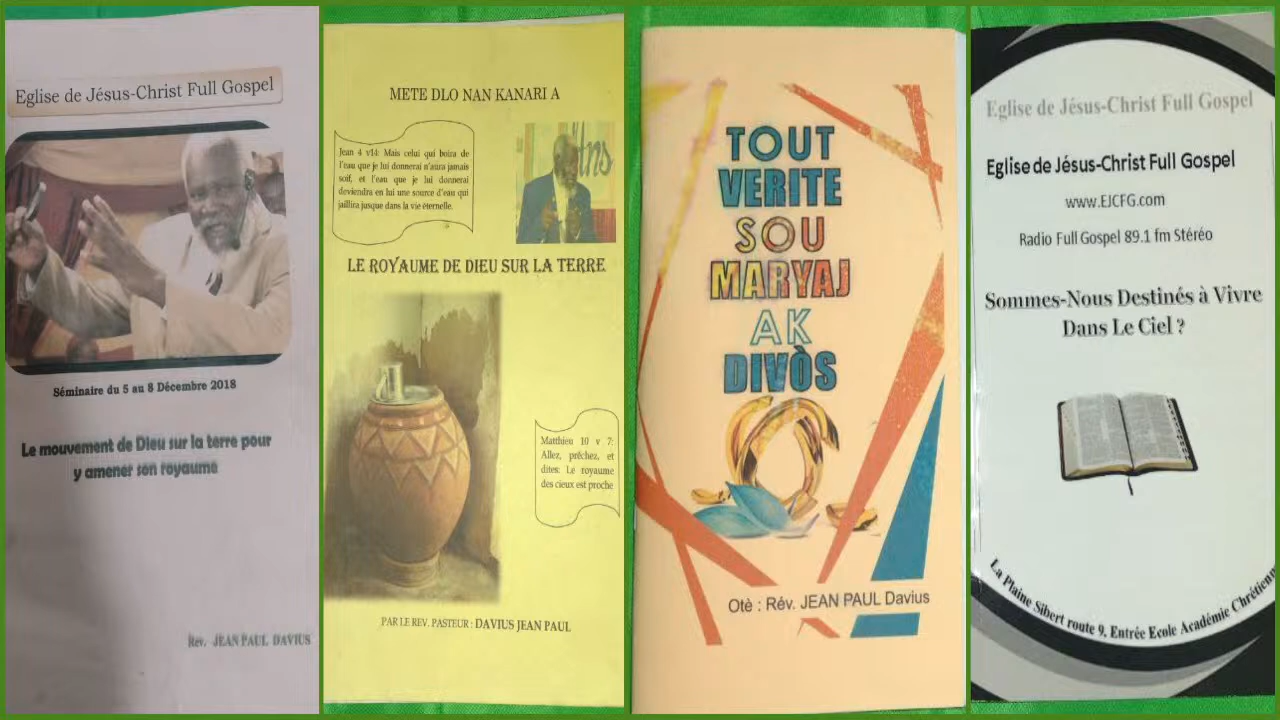 Eglise de Jésus-Christ Full Gospel
Séminaire du 5 au 8 Décembre 2018
Le mouvement de Dieu sur la terre pour
y amener son royaume
Rev. JEAN PAUL DAVIUS
METE DLO NAN KANARI A
Jean 4 v14: Mais celui qui boira de
l'eau que je lui donnerai n'aura jamais
soif, et l'eau que je lui donnerai
deviendra en lui une source d'eau qui
jaillira jusque dans la vie éternelle.
LE ROYAUME DE DIEU SUR LA TERRE
Matthieu 10 v 7:
Allez, prêchez, et
dites: Le royaume
des cieux est proche
PAR LE REV. PASTEUR : DAVIUS JEAN PAUL
TOUT
VERITE
SOU
MARYAJ
AK
DIVÒS
Otè : Rév. JEAN PAUL Davius
Eglise de Jésus-Christ Full Gospel
Eglise de Jésus-Christ Full Gospel
www.EJCFG.com
Radio Full Gospel 89.1 fm Stéréo
Sommes-Nous Destinés à Vivre
Dans Le Ciel ?
La Plaine Sibert route 9, Entrée Ecole Académie Chrétienn